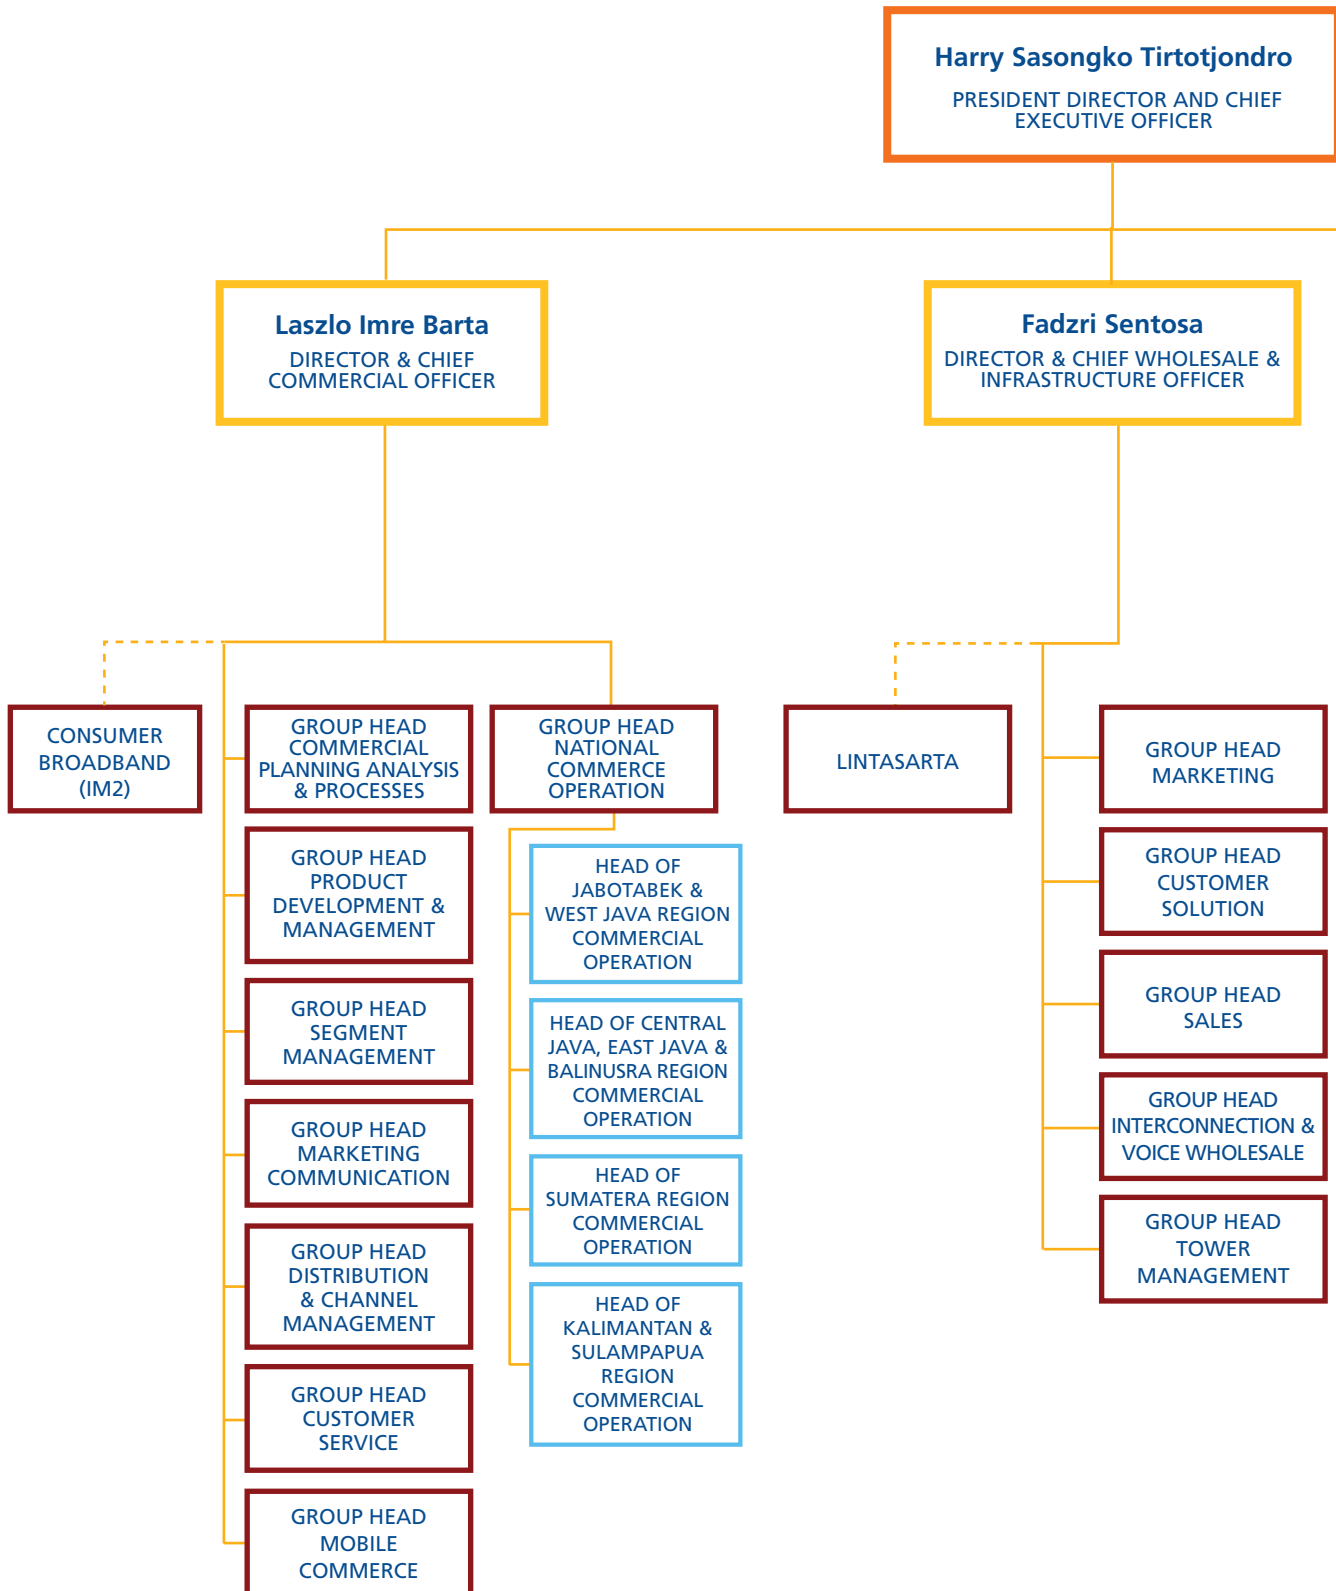 Harry Sasongko Tirtotjondro
PRESIDENT DIRECTOR AND CHIEF
EXECUTIVE OFFICER
Laszlo Imre Barta
DIRECTOR & CHIEF
COMMERCIAL OFFICER
Fadzri Sentosa
DIRECTOR & CHIEF WHOLESALE &
INFRASTRUCTURE OFFICER
CONSUMER
BROADBAND
(IM2)
GROUP HEAD
COMMERCIAL
PLANNING ANALYSIS
& PROCESSES
GROUP HEAD
PRODUCT
DEVELOPMENT &
MANAGEMENT
GROUP HEAD
SEGMENT
MANAGEMENT
GROUP HEAD
MARKETING
COMMUNICATION
GROUP HEAD
DISTRIBUTION
& CHANNEL
MANAGEMENT
GROUP HEAD
CUSTOMER
SERVICE
GROUP HEAD
MOBILE
COMMERCE
GROUP HEAD
NATIONAL
COMMERCE
OPERATION
HEAD OF
JABOTABEK &
WEST JAVA REGION
COMMERCIAL
OPERATION
HEAD OF CENTRAL
JAVA, EAST JAVA &
BALINUSRA REGION
COMMERCIAL
OPERATION
HEAD OF
SUMATERA REGION
COMMERCIAL
OPERATION
HEAD OF
KALIMANTAN &
SULAMPAPUA
REGION
COMMERCIAL
OPERATION
LINTASARTA
GROUP HEAD
MARKETING
GROUP HEAD
CUSTOMER
SOLUTION
GROUP HEAD
SALES
GROUP HEAD
INTERCONNECTION &
VOICE WHOLESALE
GROUP HEAD
TOWER
MANAGEMENT